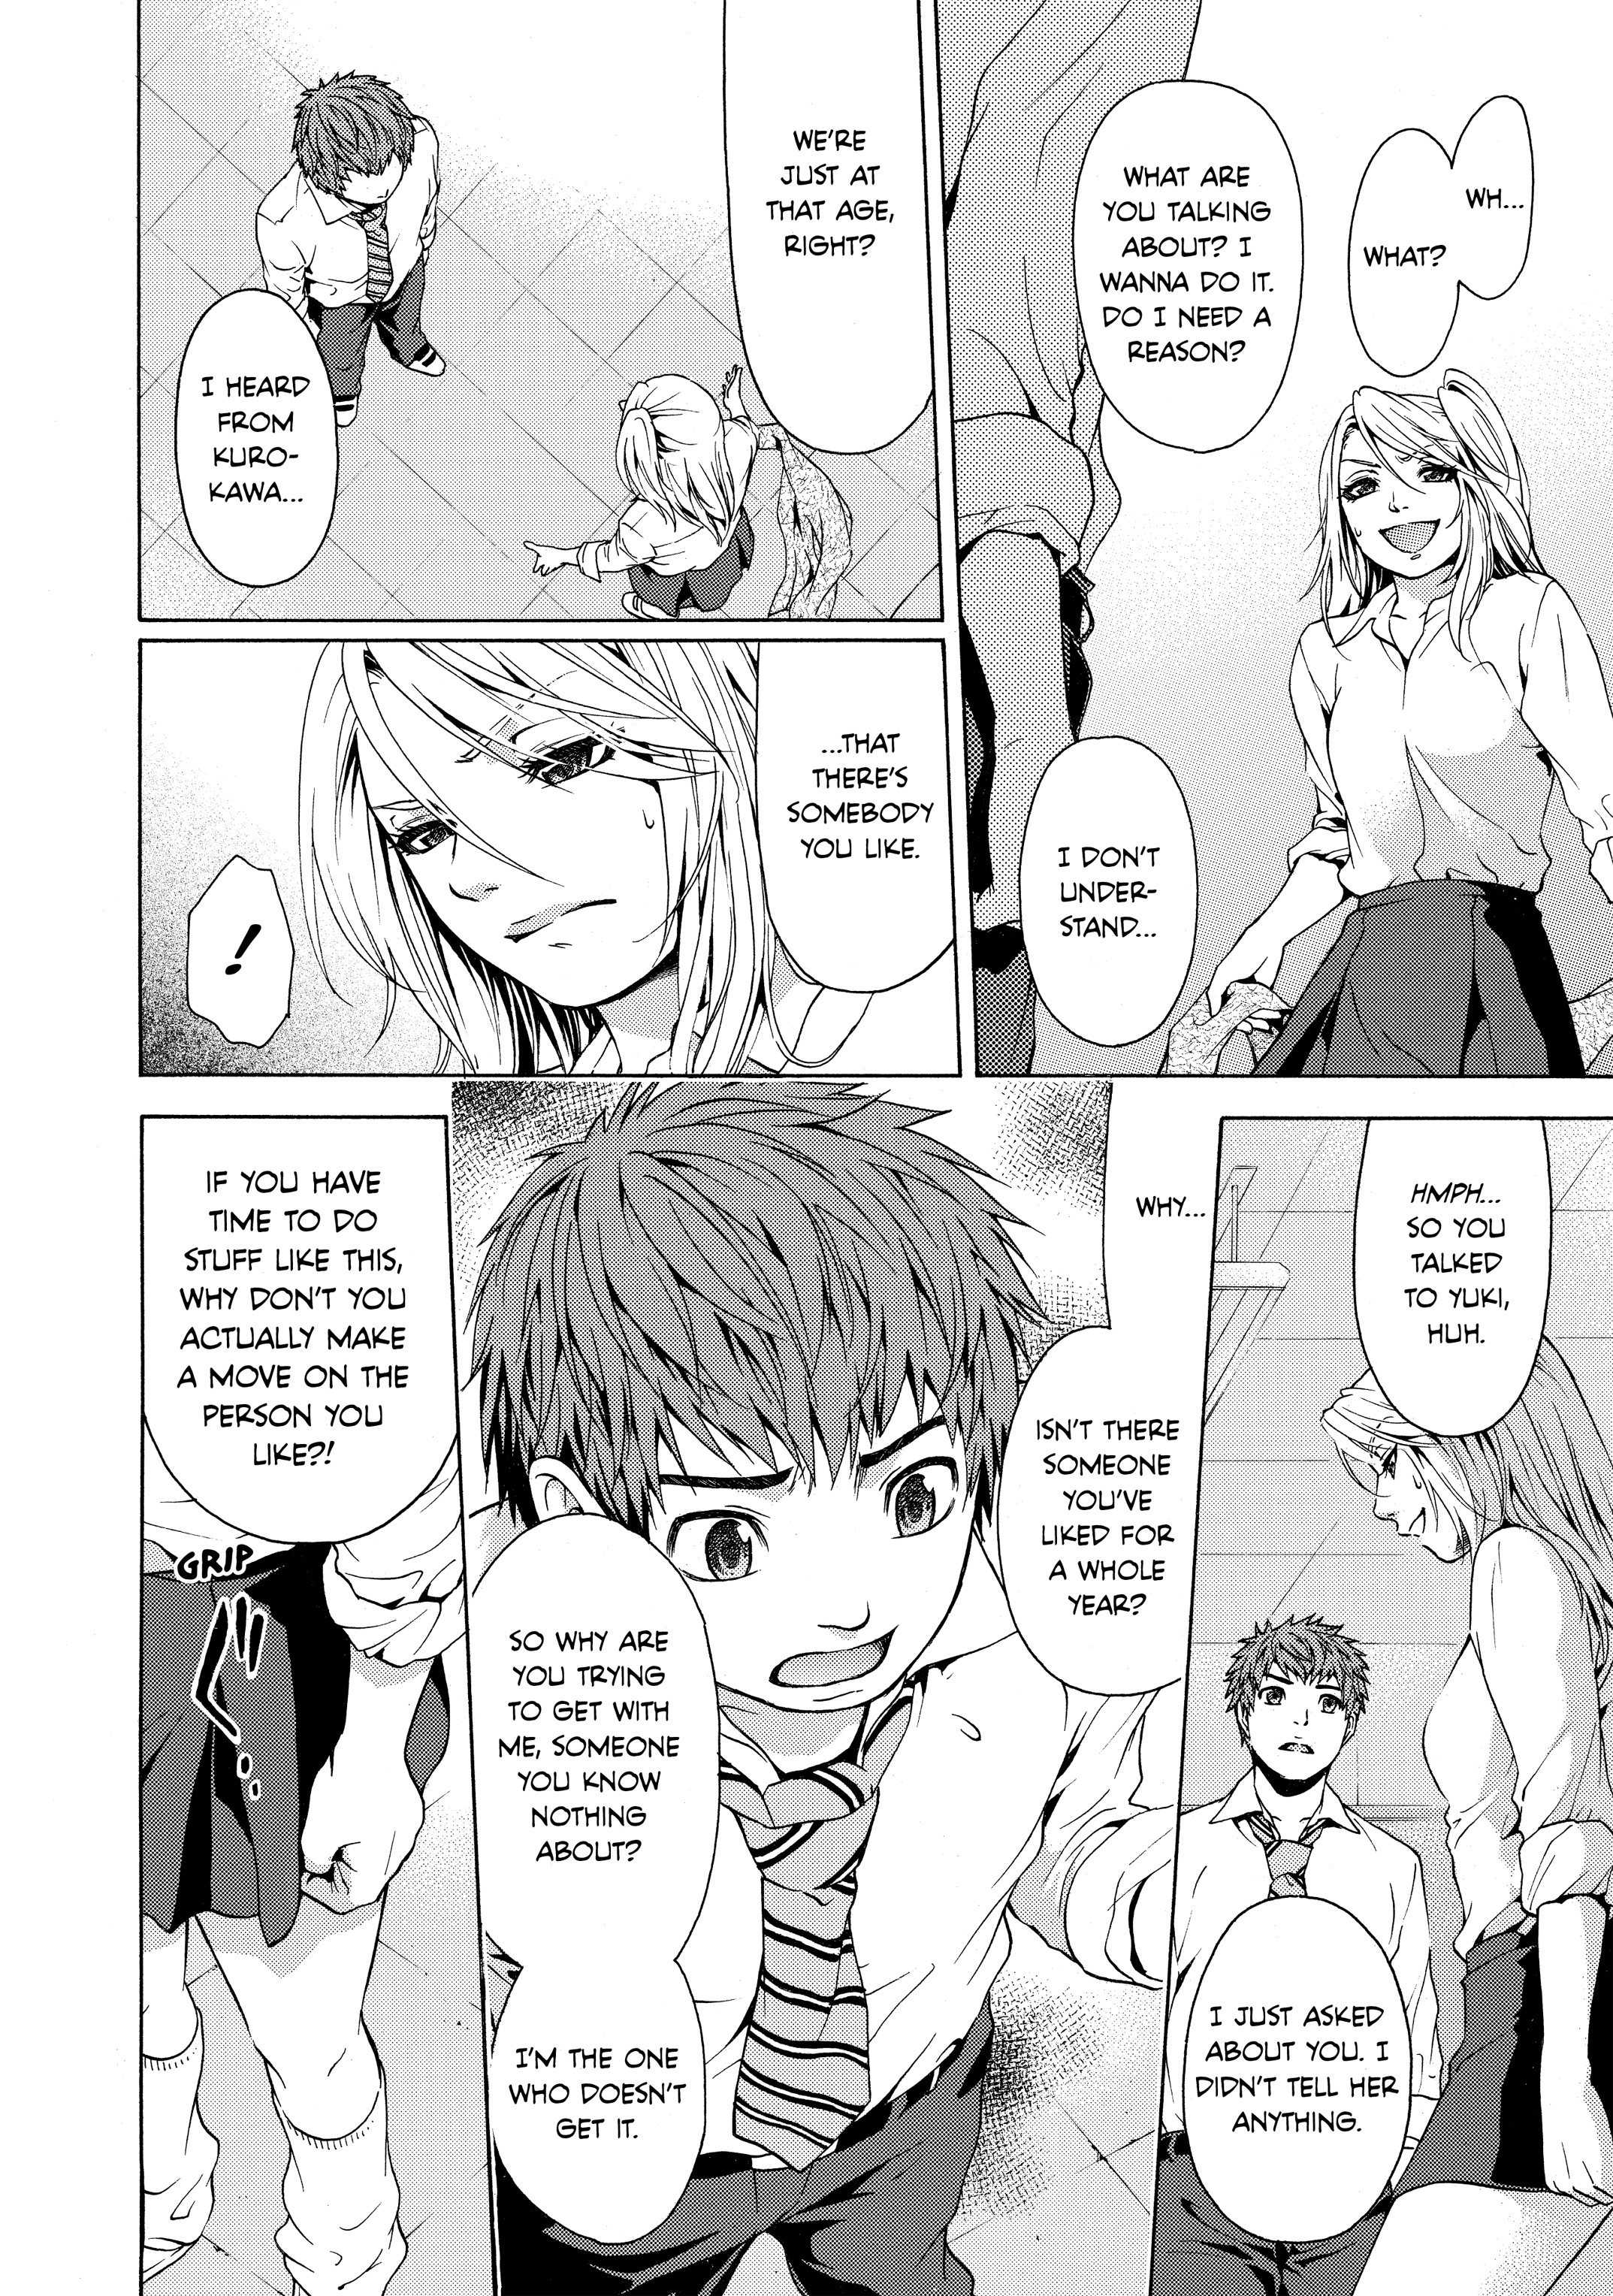 WH...
WHAT?
WHAT ARE
YOU TALKING
ABOUT? I
WANNA DO IT.
DO I NEED A
REASON?
I DON'T
UNDER-
STAND...
WE'RE
JUST AT
THAT AGE,
RIGHT?
I HEARD
FROM
KURO-
KAWA...
...THAT
THERE'S
SOMEBODY
YOU LIKE.
!
HMPH...
SO YOU
TALKED
TO YUKI,
HUH.
I JUST ASKED
ABOUT YOU. I
DIDN'T TELL HER
ANYTHING.
WHY...
ISN'T THERE
SOMEONE
YOU'VE
LIKED FOR
A WHOLE
YEAR?
SO WHY ARE
YOU TRYING
TO GET WITH
ME, SOMEONE
YOU KNOW
NOTHING
ABOUT?
I'M THE ONE
WHO DOESN'T
GET IT.
IF YOU HAVE
TIME TO DO
STUFF LIKE THIS,
WHY DON'T YOU
ACTUALLY MAKE
A MOVE ON THE
PERSON YOU
LIKE?!
GRIP